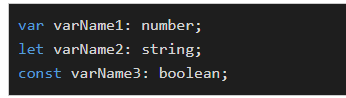 var varName1: number;
let varName2: string;
const varName3: boolean;